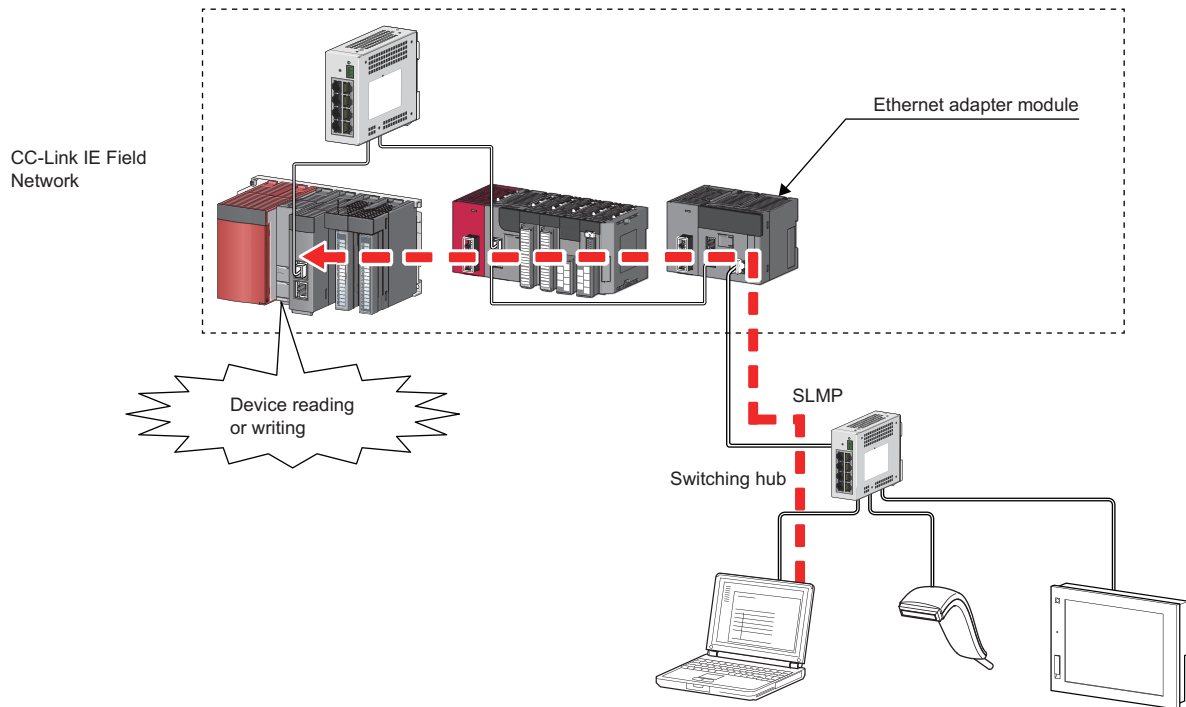 Ethernet adapter module
CC-Link IE Field
Network
Device reading
or writing
SLMP
Switching hub